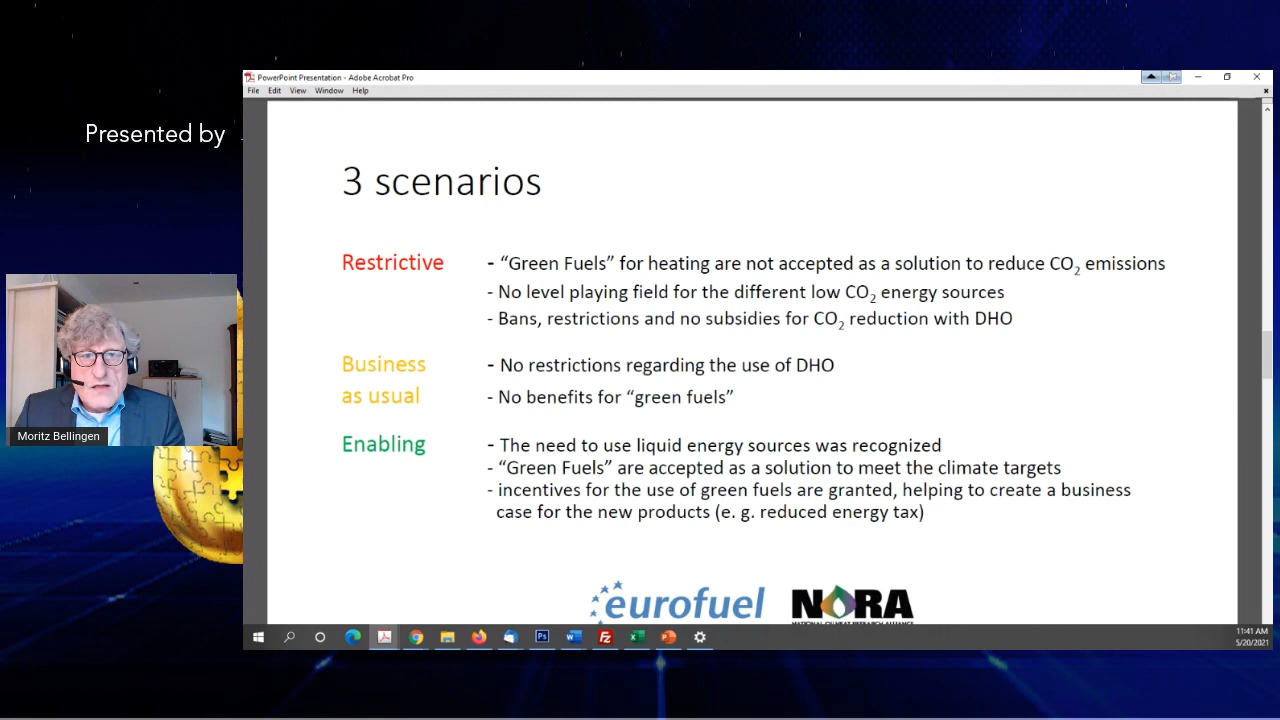 PowerPoint Presentation - Adobe Acrobat Pro
File Edit View Window Help
Presented by
3 scenarios
Restrictive - “Green Fuels” for heating are not accepted as a solution to reduce CO2 emissions
- No level playing field for the different low CO2 energy sources
- Bans, restrictions and no subsidies for CO2 reduction with DHO
Business - No restrictions regarding the use of DHO
as usual - No benefits for “green fuels”
Enabling - The need to use liquid energy sources was recognized
- “Green Fuels” are accepted as a solution to meet the climate targets
- incentives for the use of green fuels are granted, helping to create a business
case for the new products (e. g. reduced energy tax)
Moritz Bellingen
eurofuel NORA
NATIONAL OILHEAT RESEARCH ALLIANCE
11:41 AM
5/20/2021